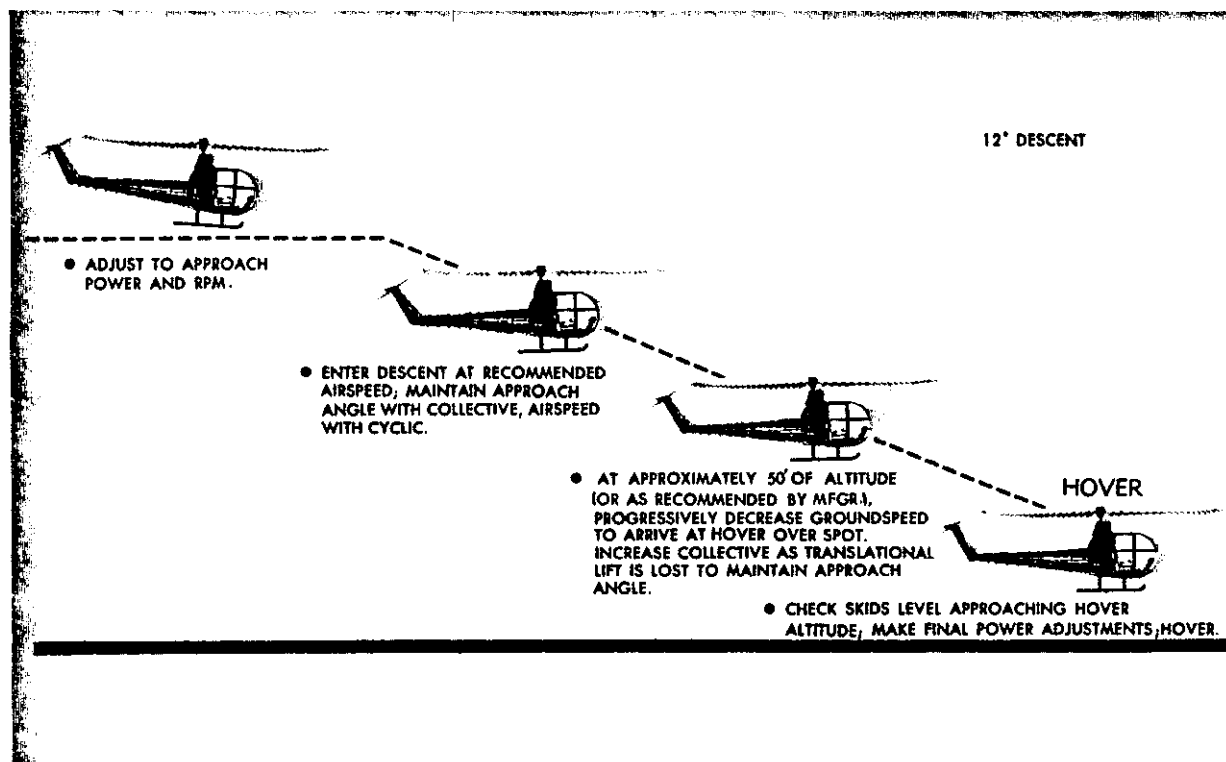 12° DESCENT
● ADJUST TO APPROACH
POWER AND RPM.
● ENTER DESCENT AT RECOMMENDED
AIRSPEED; MAINTAIN APPROACH
ANGLE WITH COLLECTIVE, AIRSPEED
WITH CYCLIC.
● AT APPROXIMATELY 50' OF ALTITUDE
(OR AS RECOMMENDED BY MFGR.),
PROGRESSIVELY DECREASE GROUNDSPEED
TO ARRIVE AT HOVER OVER SPOT.
INCREASE COLLECTIVE AS TRANSLATIONAL
LIFT IS LOST TO MAINTAIN APPROACH
ANGLE.
HOVER
● CHECK SKIDS LEVEL APPROACHING HOVER
ALTITUDE; MAKE FINAL POWER ADJUSTMENTS;HOVER.